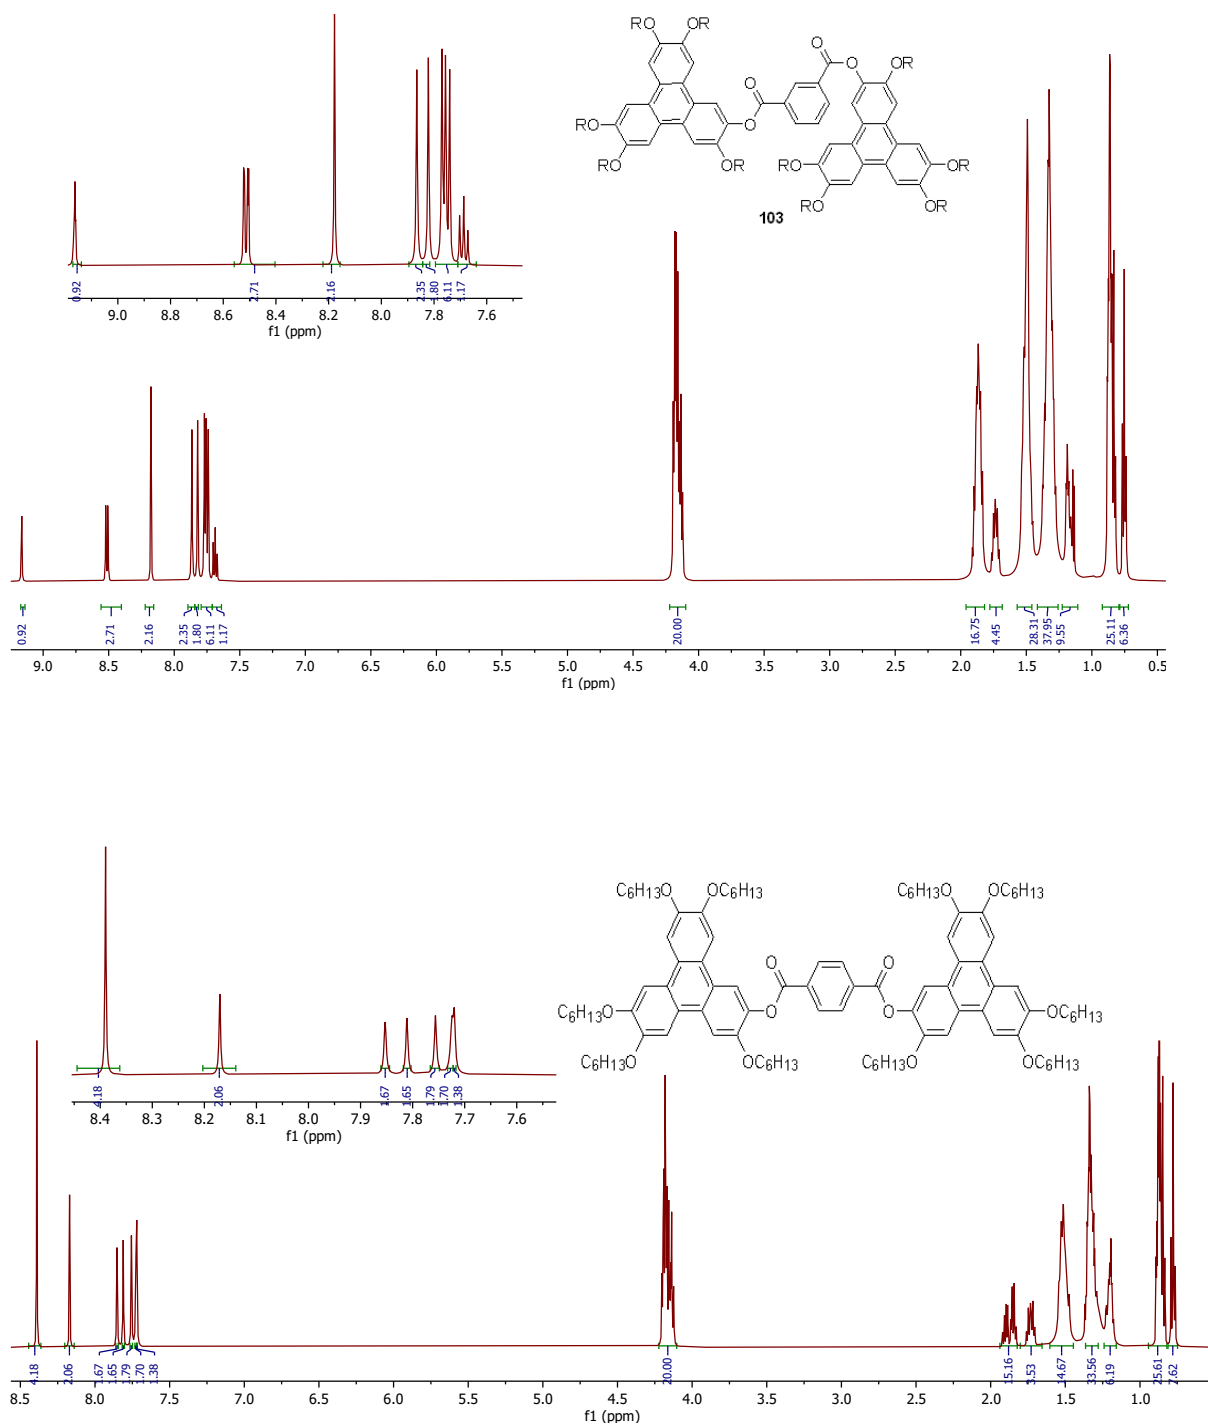 RO OR
O
O OR
O
RO
O
RO OR
RO OR
RO OR
103
0.92 2.71 2.16 2.35 1.80 6.11 1.17
9.0 8.8 8.6 8.4 8.2 8.0 7.8 7.6
f1 (ppm)
0.92 2.71 2.16 2.35 1.80 6.11 1.17 20.00 16.75 4.45 28.31 37.95 9.55 25.11 6.36
9.0 8.5 8.0 7.5 7.0 6.5 6.0 5.5 5.0 4.5 4.0 3.5 3.0 2.5 2.0 1.5 1.0 0.5
f1 (ppm)
C6H13O OC6H13 C6H13O OC6H13
O O
C6H13O O O OC6H13
C6H13O OC6H13 C6H13O OC6H13
4.18 2.06 1.67 1.65 1.79 1.70 1.38
8.4 8.3 8.2 8.1 8.0 7.9 7.8 7.7 7.6
f1 (ppm)
4.18 2.06 1.67 1.65 1.79 1.70 1.38 20.00 15.16 3.53 14.67 33.56 6.19 25.61 7.62
8.5 8.0 7.5 7.0 6.5 6.0 5.5 5.0 4.5 4.0 3.5 3.0 2.5 2.0 1.5 1.0
f1 (ppm)